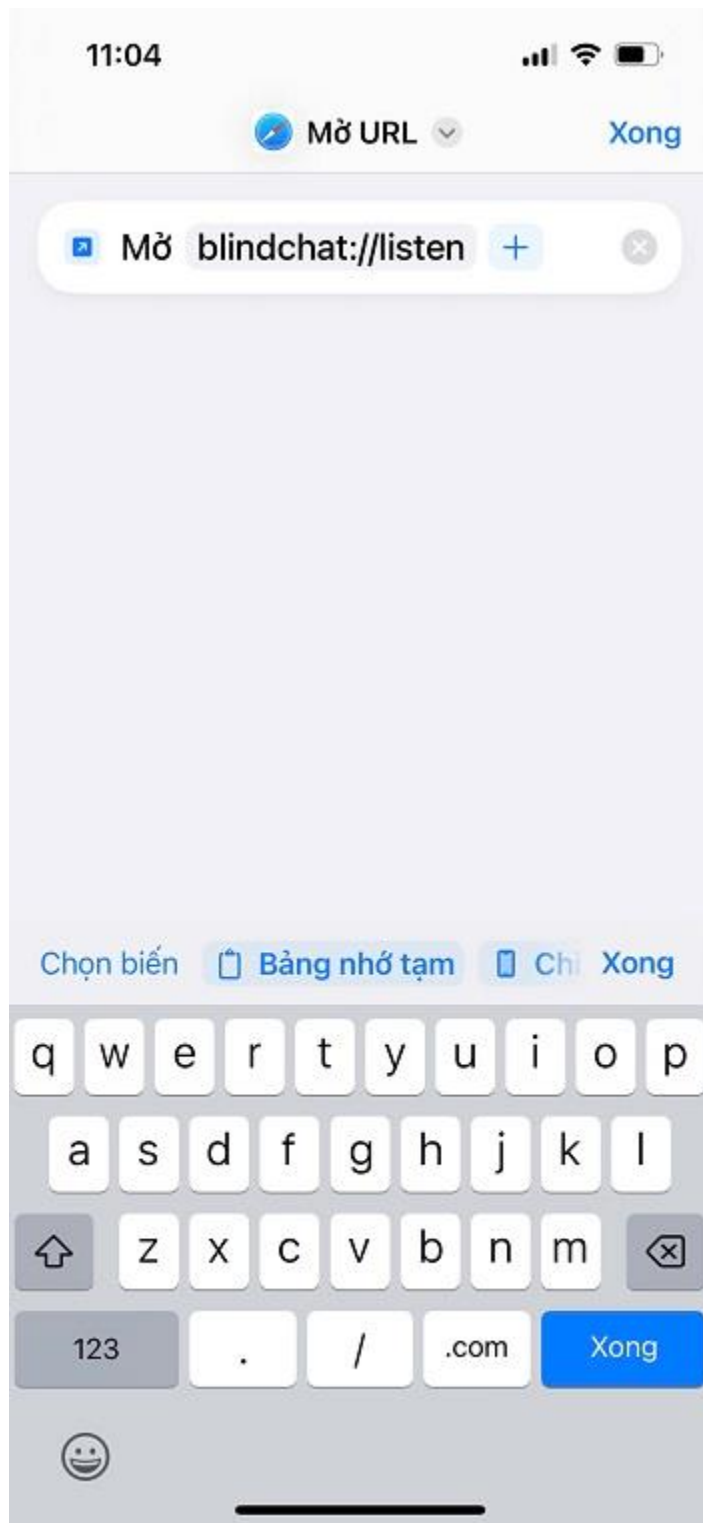 11:04
Mở URL
Xong
Mở blindchat://listen +
Chọn biến Bảng nhớ tạm Xong
q w e r t y u i o p
a s d f g h j k l
z x c v b n m
123 . / .com Xong